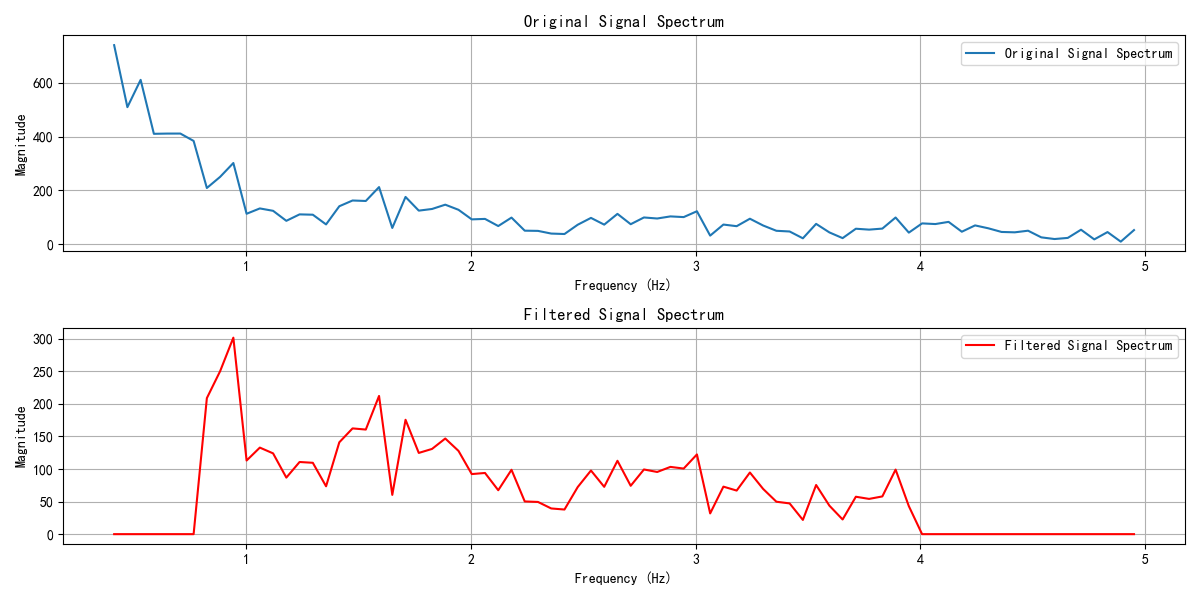 Original Signal Spectrum
Original Signal Spectrum
Magnitude
600
400
200
0
1 2 3 4 5
Frequency (Hz)
Filtered Signal Spectrum
Filtered Signal Spectrum
Magnitude
300
250
200
150
100
50
0
1 2 3 4 5
Frequency (Hz)